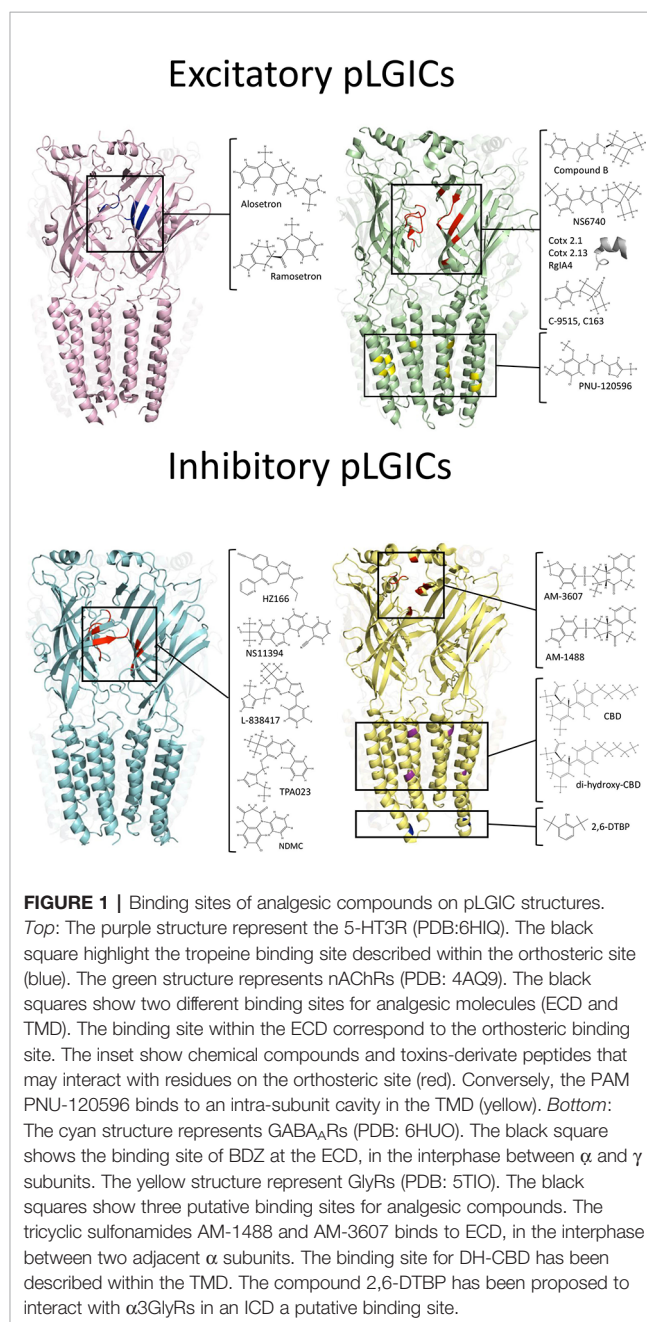 Excitatory pLGICs
Alosetron
Ramosetron
Compound B
NS6740
Cotx 2.1
Cotx 2.13
RgIA4
C-9515, C163
PNU-120596
Inhibitory pLGICs
HZ166
NS11394
L-838417
TPA023
NDMC
AM-3607
AM-1488
CBD
di-hydroxy-CBD
2,6-DTBP
FIGURE 1 | Binding sites of analgesic compounds on pLGIC structures.
Top: The purple structure represent the 5-HT3R (PDB:6HIQ). The black
square highlight the tropeine binding site described within the orthosteric site
(blue). The green structure represents nAChRs (PDB: 4AQ9). The black
squares show two different binding sites for analgesic molecules (ECD and
TMD). The binding site within the ECD correspond to the orthosteric binding
site. The inset show chemical compounds and toxins-derivate peptides that
may interact with residues on the orthosteric site (red). Conversely, the PAM
PNU-120596 binds to an intra-subunit cavity in the TMD (yellow). Bottom:
The cyan structure represents GABAARs (PDB: 6HUO). The black square
shows the binding site of BDZ at the ECD, in the interphase between α and γ
subunits. The yellow structure represent GlyRs (PDB: 5TIO). The black
squares show three putative binding sites for analgesic compounds. The
tricyclic sulfonamides AM-1488 and AM-3607 binds to ECD, in the interphase
between two adjacent α subunits. The binding site for DH-CBD has been
described within the TMD. The compound 2,6-DTBP has been proposed to
interact with α3GlyRs in an ICD a putative binding site.